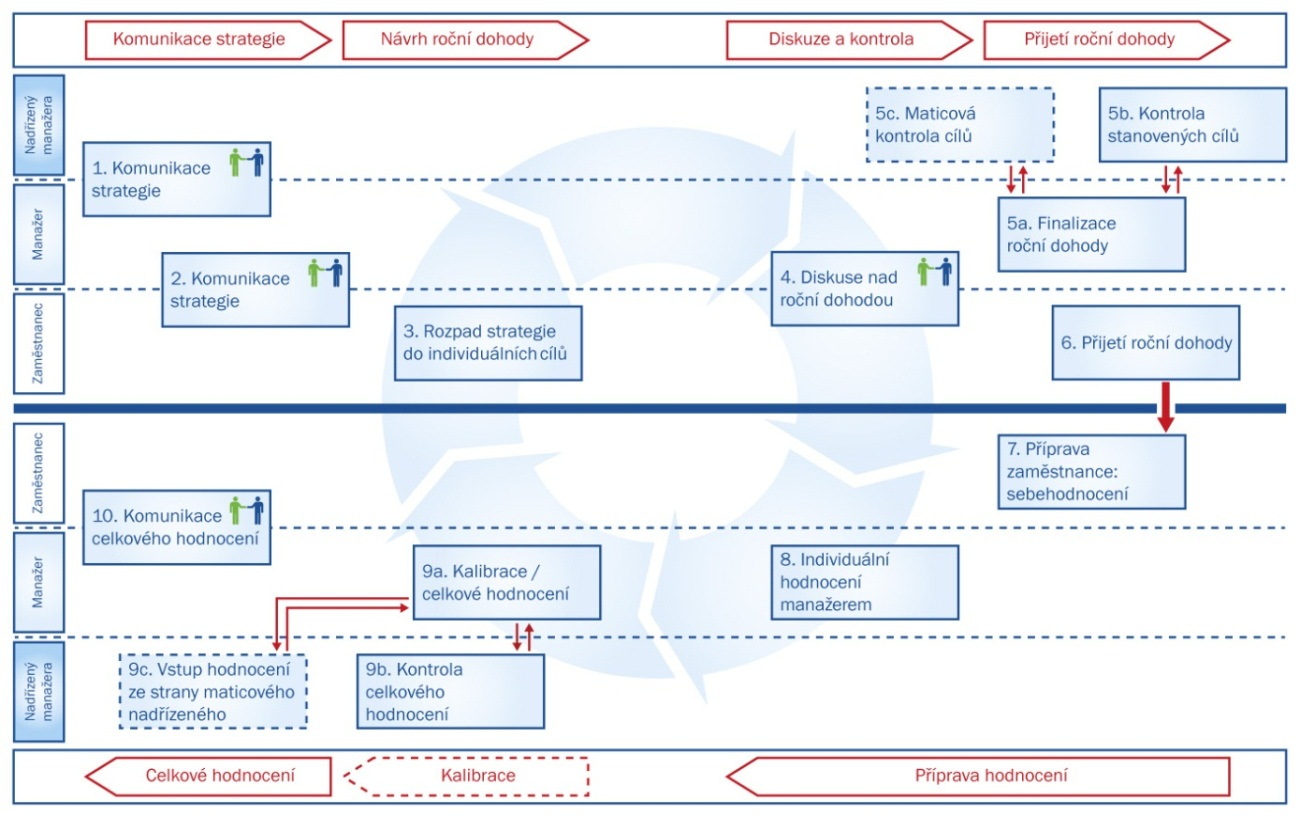 Komunikace strategie
Návrh roční dohody
Diskuze a kontrola
Přijetí roční dohody
Nadřízený
manažera
5c. Maticová
kontrola cílů
5b. Kontrola
stanovených cílů
1. Komunikace
strategie
Manažer
5a. Finalizace
roční dohody
2. Komunikace
strategie
4. Diskuse nad
roční dohodou
Zaměstnanec
3. Rozpad strategie
do individuálních cílů
6. Přijetí roční dohody
Zaměstnanec
7. Příprava
zaměstnance:
sebehodnocení
10. Komunikace
celkového hodnocení
Manažer
9a. Kalibrace /
celkové hodnocení
8. Individuální
hodnocení
manažerem
Nadřízený
manažera
9c. Vstup hodnocení
ze strany maticového
nadřízeného
9b. Kontrola
celkového
hodnocení
Celkové hodnocení
Kalibrace
Příprava hodnocení